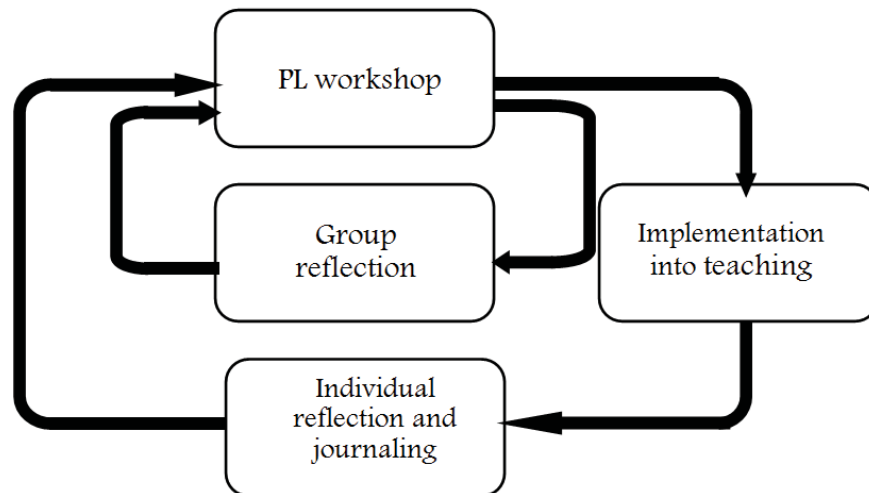 PL workshop
Group
reflection
Implementation
into teaching
Individual
reflection and
journaling